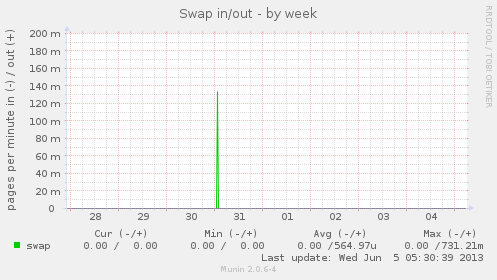 Swap in/out - by week
RRDTOOL / TOBI OETIKER
pages per minute in (-) / out (+)
200 m
180 m
160 m
140 m
120 m
100 m
80 m
60 m
40 m
20 m
0
28 29 30 31 01 02 03 04
Cur (-/+) Min (-/+) Avg (-/+) Max (-/+)
swap 0.00 / 0.00 0.00 / 0.00 0.00 /564.97u 0.00 /731.21m
Last update: Wed Jun 5 05:30:39 2013
Munin 2.0.6-4